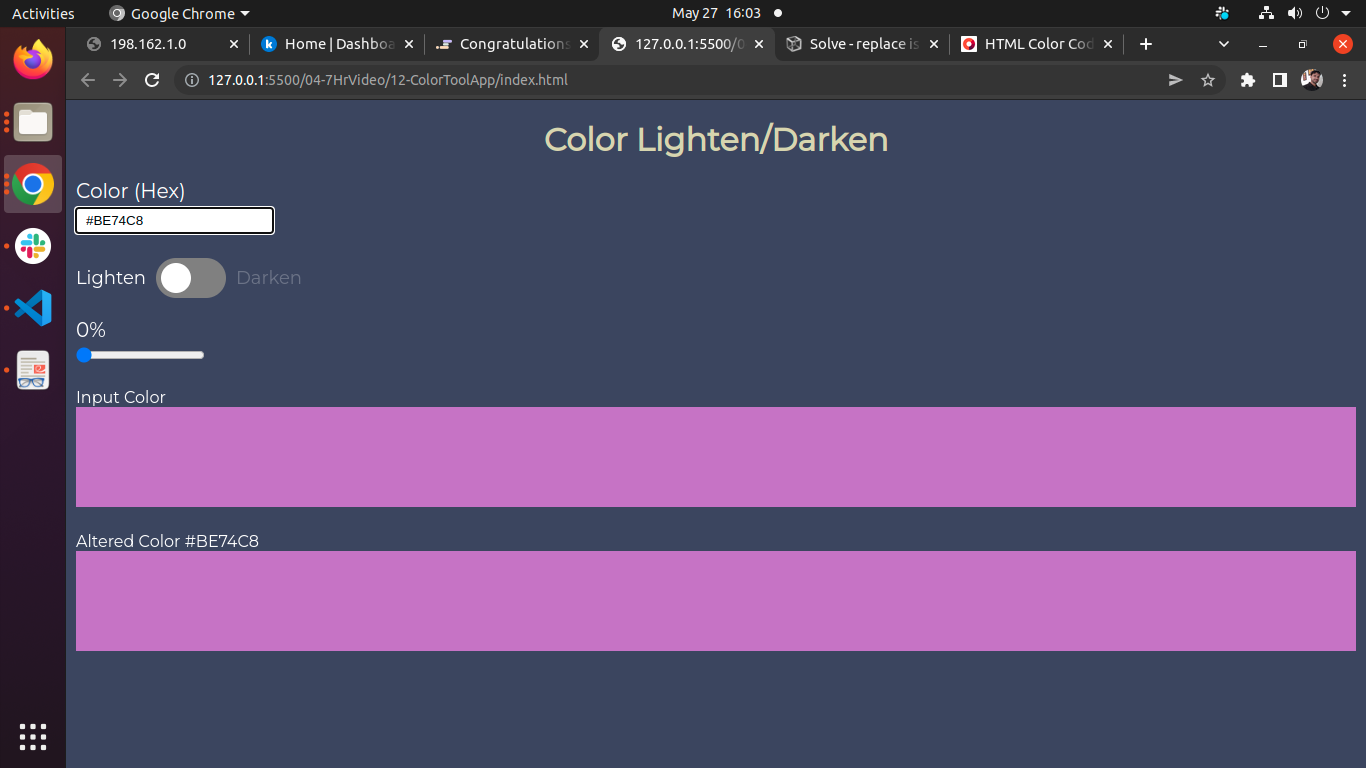 Activities Google Chrome May 27 16:03
198.162.1.0 Home | Dashboa Congratulations 127.0.0.1:5500/0 Solve - replace is HTML Color Cod
127.0.0.1:5500/04-7HrVideo/12-ColorToolApp/index.html
Color Lighten/Darken
Color (Hex)
#BE74C8
Lighten Darken
0%
Input Color
Altered Color #BE74C8